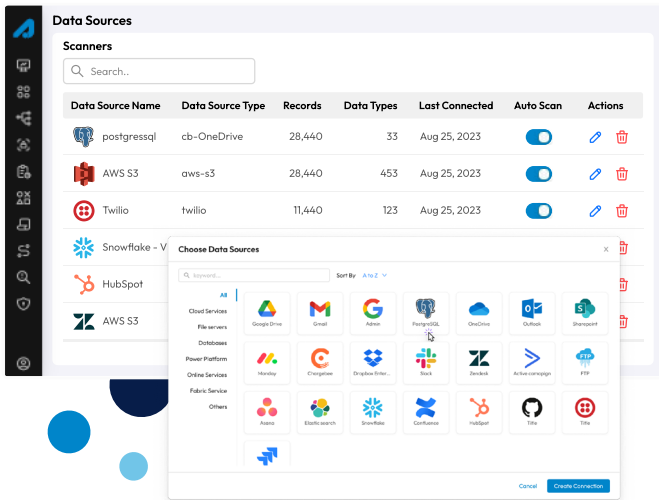 Data Sources
Scanners
Search..
Data Source Name Data Source Type Records Data Types Last Connected Auto Scan Actions
postgressql cb-OneDrive 28,440 33 Aug 25, 2023
AWS S3 aws-s3 28,440 453 Aug 25, 2023
Twilio twilio 11,440 123 Aug 25, 2023
Snowflake - V
HubSpot
AWS S3
Choose Data Sources
Keyword...
Sort By A to Z
All
Cloud Services
File servers
Databases
Power Platform
Online Services
Fabric Service
Others
Google Drive Gmail Admin PostgreSQL OneDrive Outlook Sharepoint
Monday Chargebee Dropbox Enter... Slack Zendesk Active campaign FTP
FTP
Asana Elasticsearch Snowflake Confluence HubSpot Title Title
Cancel Create Connection